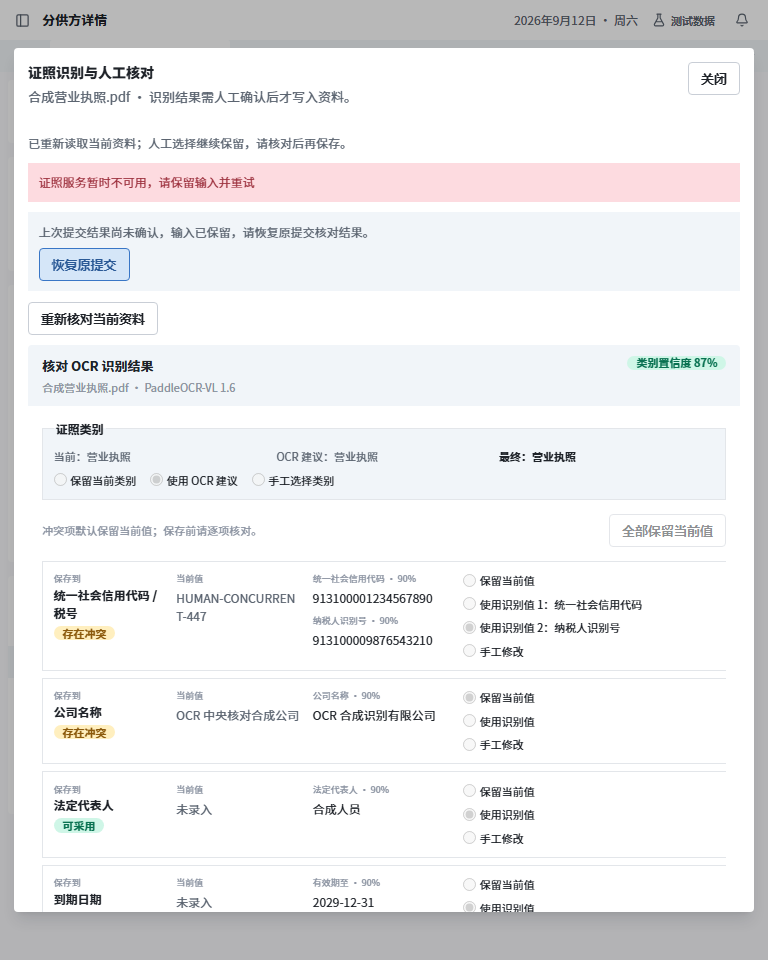 分供方详情
2026年9月12日 · 周六
测试数据
证照识别与人工核对
合成营业执照.pdf · 识别结果需人工确认后才写入资料。
关闭
已重新读取当前资料；人工选择继续保留，请核对后再保存。
证照服务暂时不可用，请保留输入并重试
上次提交结果尚未确认，输入已保留，请恢复原提交核对结果。
恢复原提交
重新核对当前资料
核对 OCR 识别结果
类别置信度 87%
合成营业执照.pdf · PaddleOCR-VL 1.6
证照类别
当前：营业执照
OCR 建议：营业执照
最终：营业执照
保留当前类别
使用 OCR 建议
手工选择类别
冲突项默认保留当前值；保存前请逐项核对。
全部保留当前值
保存到
统一社会信用代码 /
税号
存在冲突
当前值
HUMAN-CONCURREN
T-447
统一社会信用代码 · 90%
913100001234567890
纳税人识别号 · 90%
913100009876543210
保留当前值
使用识别值 1：统一社会信用代码
使用识别值 2：纳税人识别号
手工修改
保存到
公司名称
存在冲突
当前值
OCR 中央核对合成公司
公司名称 · 90%
OCR 合成识别有限公司
保留当前值
使用识别值
手工修改
保存到
法定代表人
可采用
当前值
未录入
法定代表人 · 90%
合成人员
保留当前值
使用识别值
手工修改
保存到
到期日期
当前值
未录入
有效期至 · 90%
2029-12-31
保留当前值
使用识别值